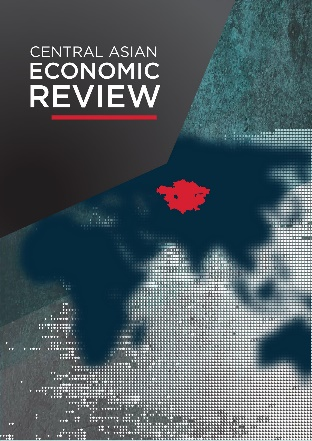 CENTRAL ASIAN
ECONOMIC
REVIEW